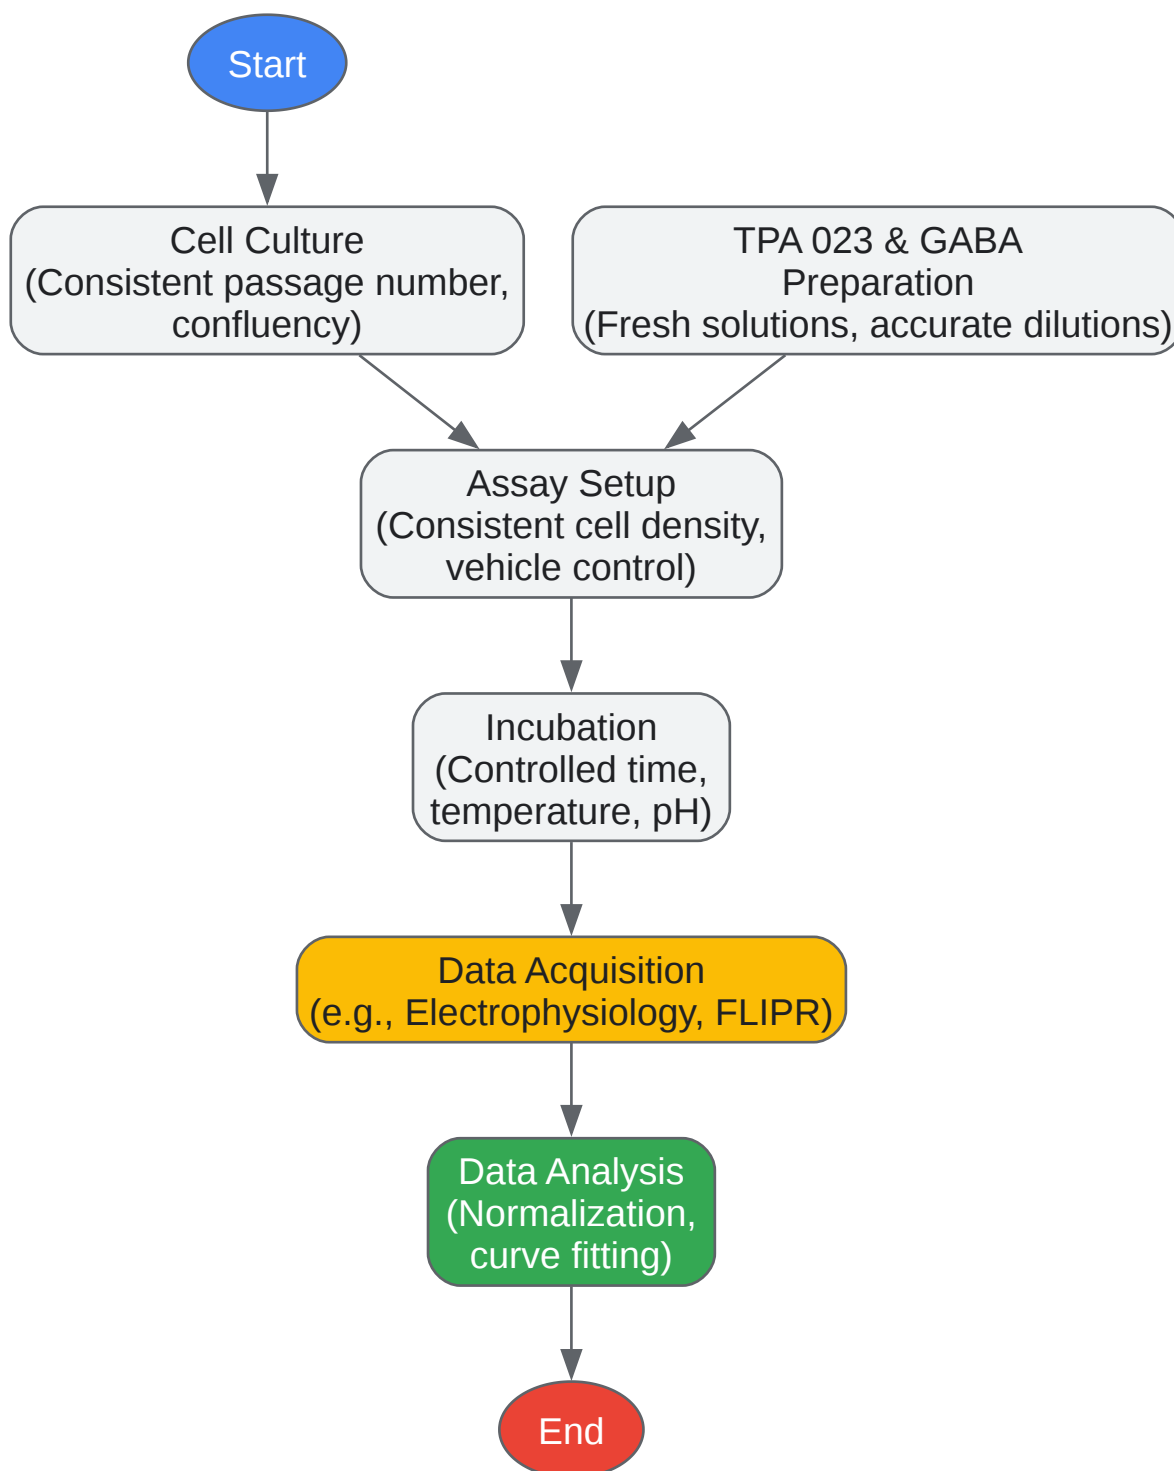 Start
Cell Culture
(Consistent passage number,
confluency)
TPA 023 & GABA
Preparation
(Fresh solutions, accurate dilutions)
Assay Setup
(Consistent cell density,
vehicle control)
Incubation
(Controlled time,
temperature, pH)
Data Acquisition
(e.g., Electrophysiology, FLIPR)
Data Analysis
(Normalization,
curve fitting)
End